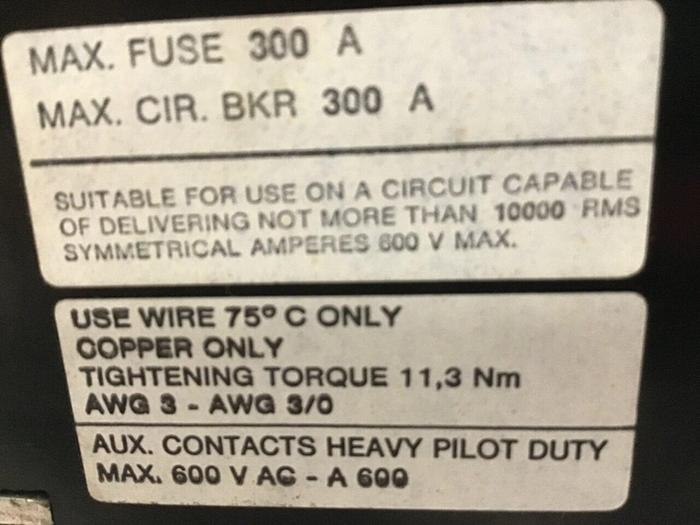 MAX. FUSE 300 A
MAX. CIR. BKR 300 A
SUITABLE FOR USE ON A CIRCUIT CAPABLE
OF DELIVERING NOT MORE THAN 10000 RMS
SYMMETRICAL AMPERES 600 V MAX.
USE WIRE 75º C ONLY
COPPER ONLY
TIGHTENING TORQUE 11,3 Nm
AWG 3 - AWG 3/0
AUX. CONTACTS HEAVY PILOT DUTY
MAX. 600 V AC - A 600